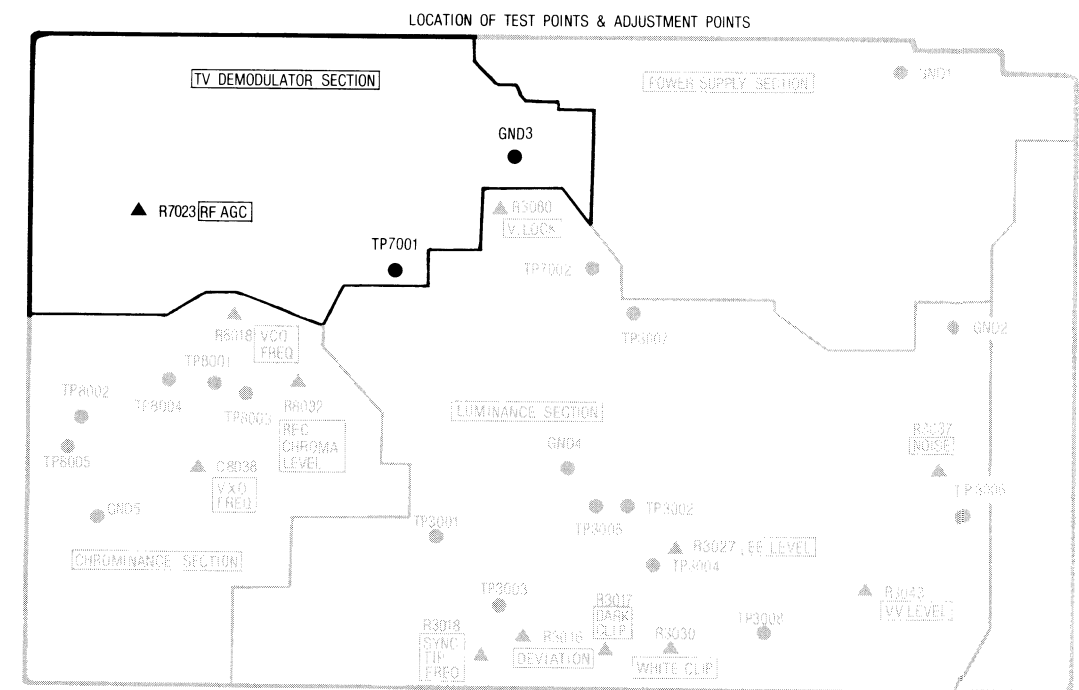 LOCATION OF TEST POINTS & ADJUSTMENT POINTS
TV DEMODULATOR SECTION
POWER SUPPLY SECTION
GND1
GND3
R7023 RF AGC
R3080
V. LOCK
TP7001
TP7002
TP3007
GND2
R8018 VCO
FREQ
TP8001
TP8002
TP8004
TP8003
R8032
REC
CHROMA
LEVEL
LUMINANCE SECTION
GND4
NOISE
TP8005
C8038
VXO
FREQ
GND5
TP3001
TP3005
TP3002
TP3006
R3027, EE LEVEL
TP3004
CHROMINANCE SECTION
TP3003
R3017
DARK
CLIP
R3043
VV LEVEL
R3018
SYNC
TIP
FREQ
R3016
DEVIATION
R3030
WHITE CLIP
TP3008